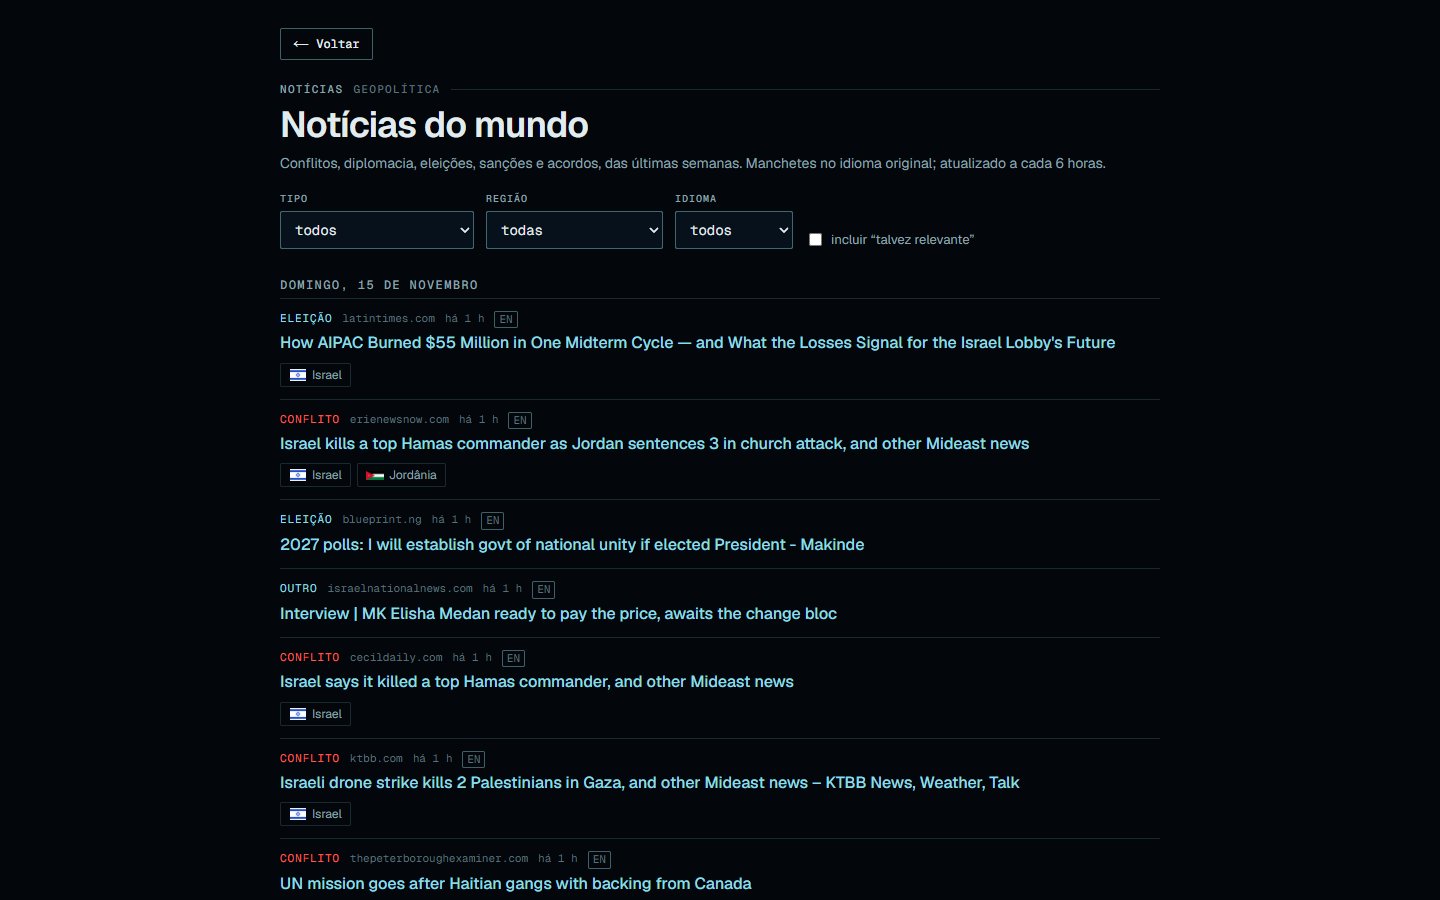 ← Voltar
NOTÍCIAS GEOPOLÍTICA
Notícias do mundo
Conflitos, diplomacia, eleições, sanções e acordos, das últimas semanas. Manchetes no idioma original; atualizado a cada 6 horas.
TIPO REGIÃO IDIOMA
todos todas todos incluir “talvez relevante”
DOMINGO, 15 DE NOVEMBRO
ELEIÇÃO latintimes.com há 1 h EN
How AIPAC Burned $55 Million in One Midterm Cycle — and What the Losses Signal for the Israel Lobby's Future
Israel
CONFLITO erienewsnow.com há 1 h EN
Israel kills a top Hamas commander as Jordan sentences 3 in church attack, and other Mideast news
Israel Jordânia
ELEIÇÃO blueprint.ng há 1 h EN
2027 polls: I will establish govt of national unity if elected President - Makinde
OUTRO israelnationalnews.com há 1 h EN
Interview | MK Elisha Medan ready to pay the price, awaits the change bloc
CONFLITO cecildaily.com há 1 h EN
Israel says it killed a top Hamas commander, and other Mideast news
Israel
CONFLITO ktbb.com há 1 h EN
Israeli drone strike kills 2 Palestinians in Gaza, and other Mideast news – KTBB News, Weather, Talk
Israel
CONFLITO thepeterboroughexaminer.com há 1 h EN
UN mission goes after Haitian gangs with backing from Canada